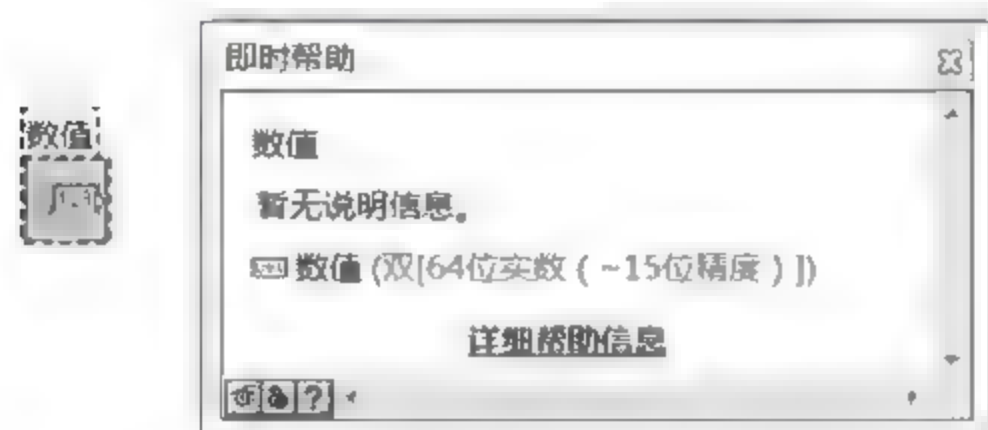 即时帮助
数值
数值
暂无说明信息。
数值 (双[64位实数 ( ~15位精度 ) ])
详细帮助信息
?